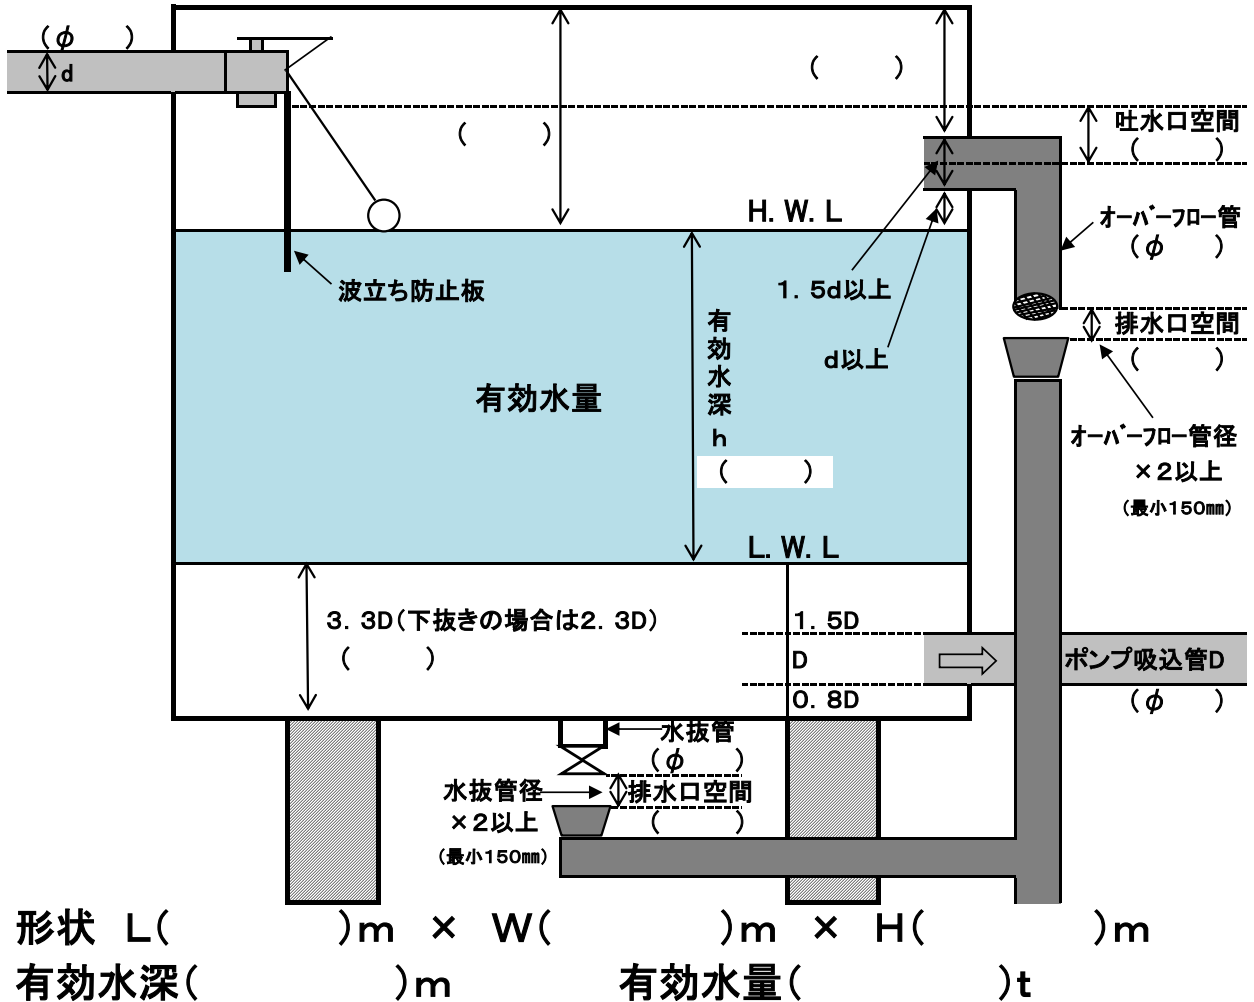 (φ　　)
d
(　　)
(　　)
吐水口空間
(　　)
H.W.L
オーバーフロー管
(φ　　)
波立ち防止板
1.5d以上
排水口空間
(　　)
d以上
有効水深h
(　　)
有効水量
オーバーフロー管径
×2以上
(最小150㎜)
L.W.L
3.3D(下抜きの場合は2.3D)
(　　)
1.5D
D
0.8D
ポンプ吸込管D
(φ　　)
水抜管
(φ　　)
水抜管径
×2以上
(最小150㎜)
排水口空間
(　　)
形状　L(　　　　)m　×　W(　　　　)m　×　H(　　　　)m
有効水深(　　　　)m　　　　有効水量(　　　　)t